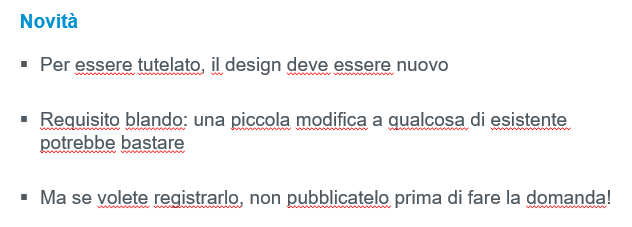 Novità
▪ Per essere tutelato, il design deve essere nuovo
▪ Requisito blando: una piccola modifica a qualcosa di esistente
potrebbe bastare
▪ Ma se volete registrarlo, non pubblicatelo prima di fare la domanda!